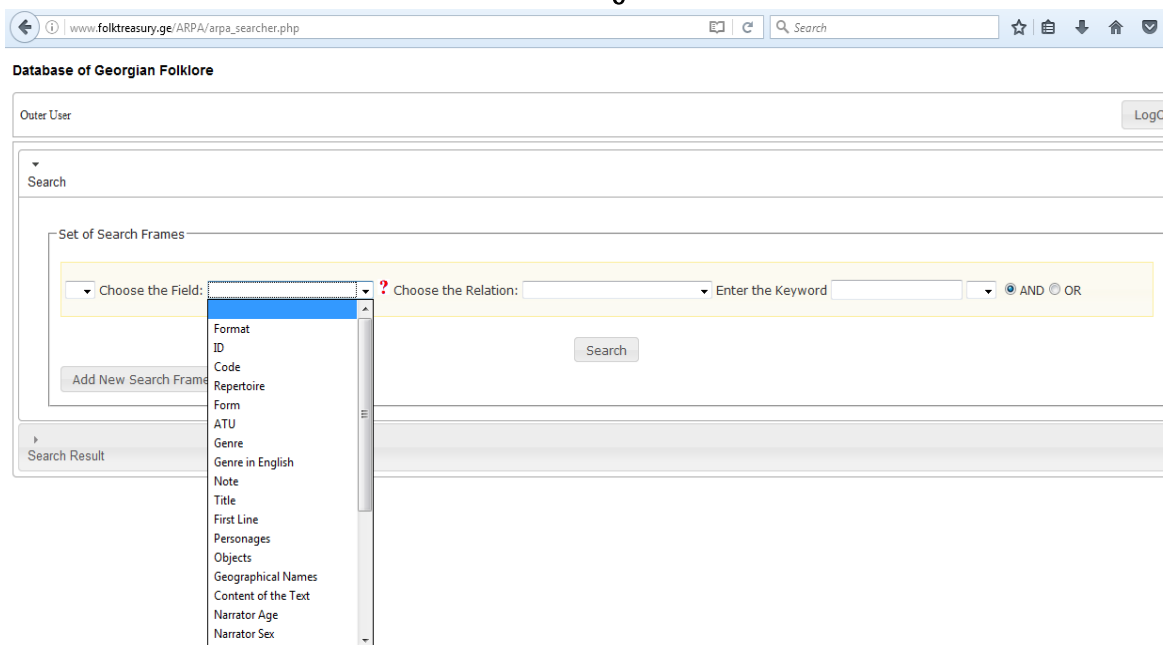 www.folktreasury.ge/ARPA/arpa_searcher.php
Search
Database of Georgian Folklore
Outer User
LogO
Search
Set of Search Frames
Choose the Field: ? Choose the Relation: Enter the Keyword AND OR
Search
Add New Search Frame
Search Result
Format
ID
Code
Repertoire
Form
ATU
Genre
Genre in English
Note
Title
First Line
Personages
Objects
Geographical Names
Content of the Text
Narrator Age
Narrator Sex